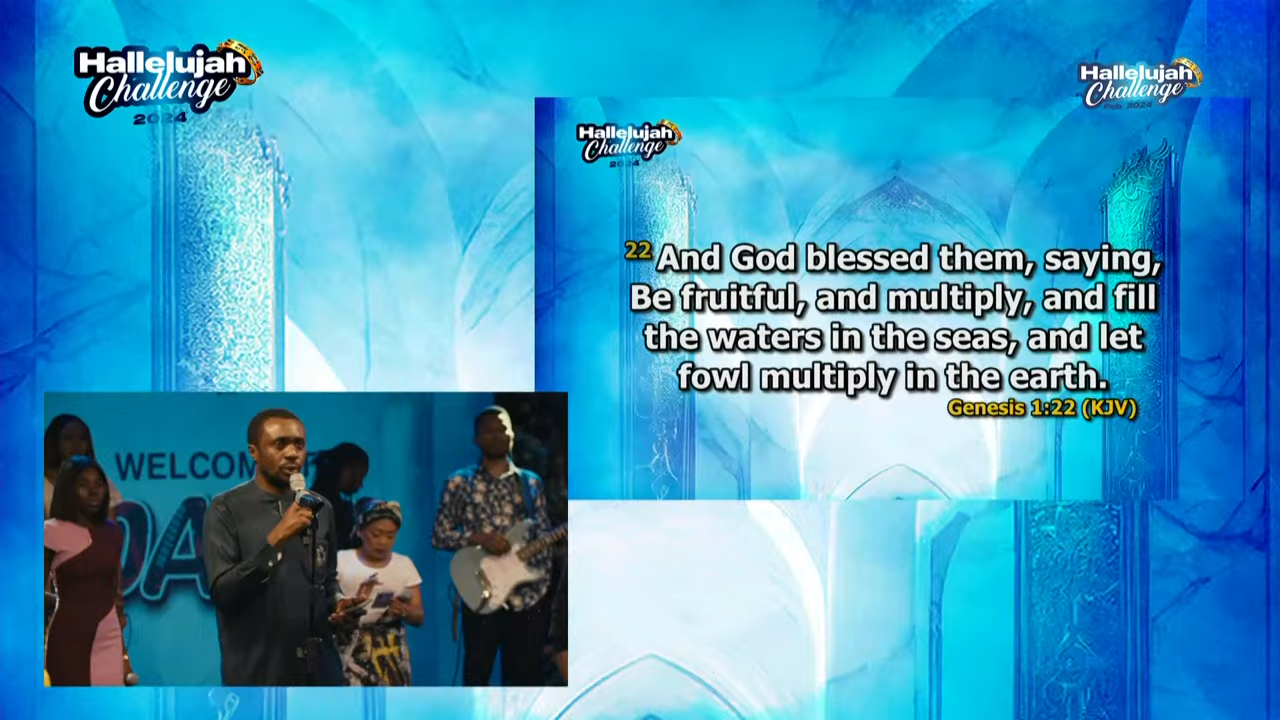 Hallelujah
Challenge
2024
Hallelujah
Challenge
Feb. 2024
Hallelujah
Challenge
2024
22 And God blessed them, saying,
Be fruitful, and multiply, and fill
the waters in the seas, and let
fowl multiply in the earth.
Genesis 1:22 (KJV)
WELCOM
DA